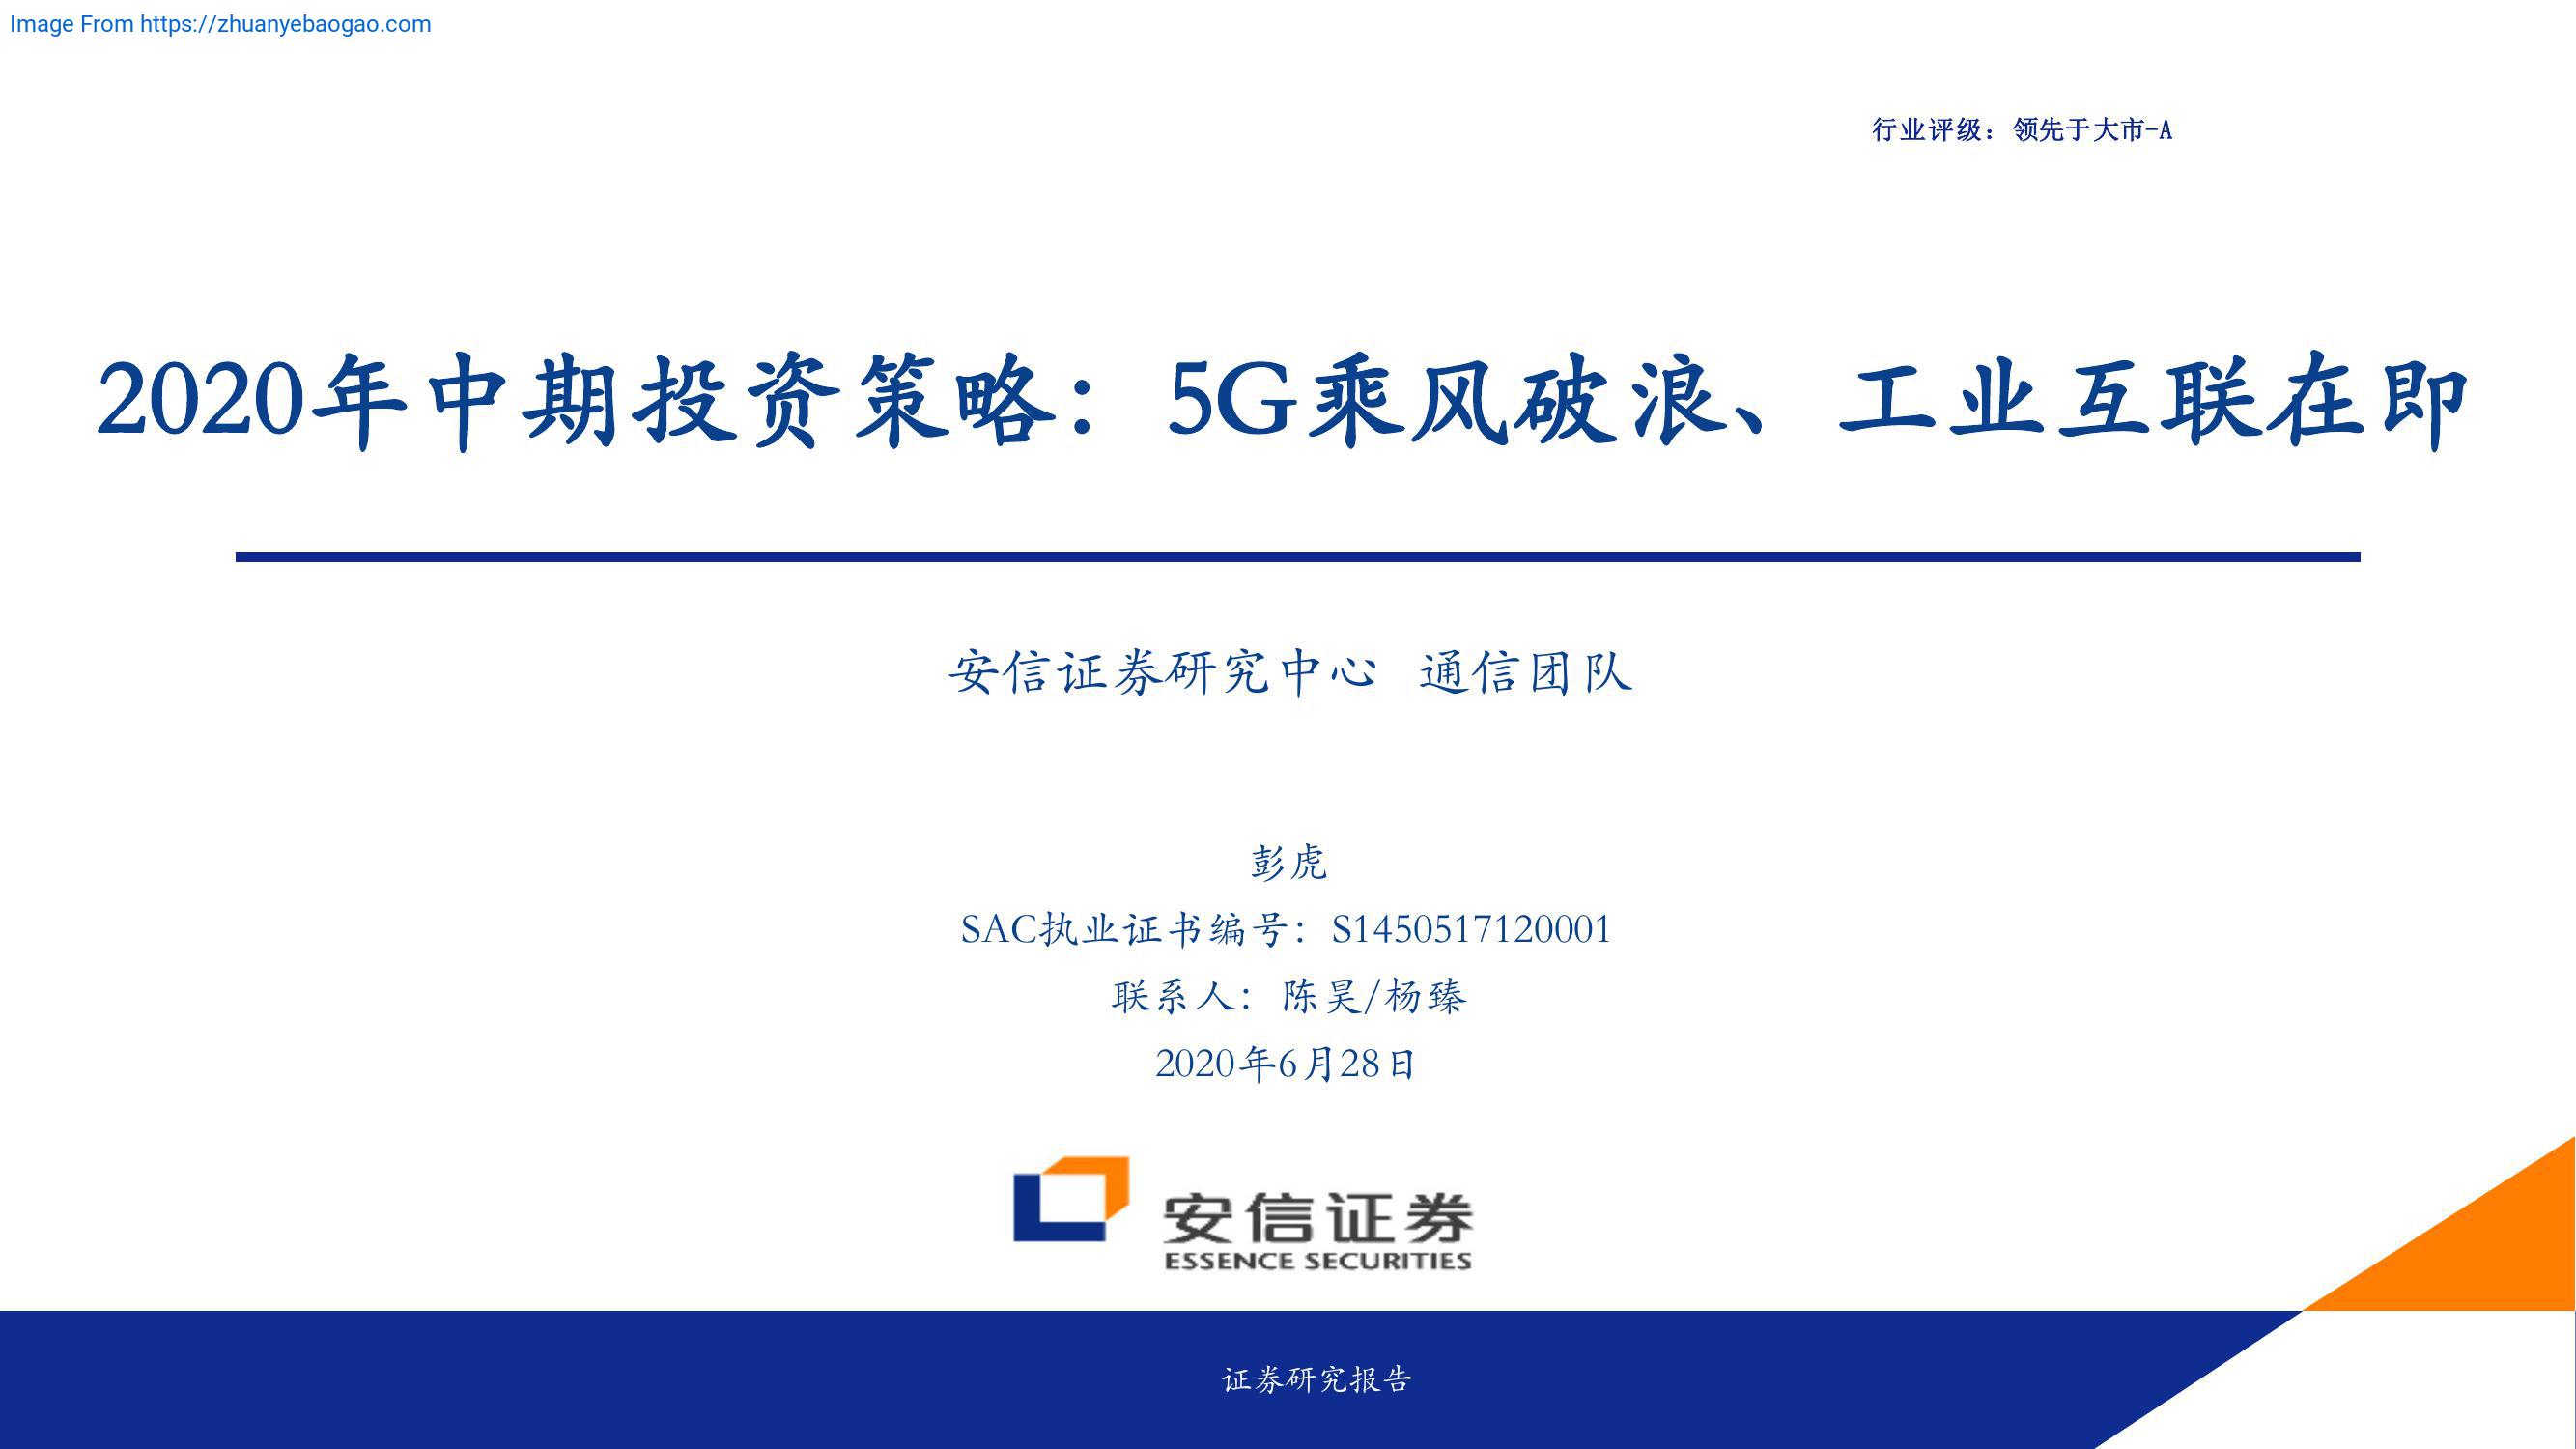 Image From https://zhuanyebaogao.com
行业评级：领先于大市-A
2020年中期投资策略：5G乘风破浪、工业互联在即
安信证券研究中心 通信团队
彭虎
SAC执业证书编号：S1450517120001
联系人：陈昊/杨臻
2020年6月28日
安信证券
ESSENCE SECURITIES
证券研究报告